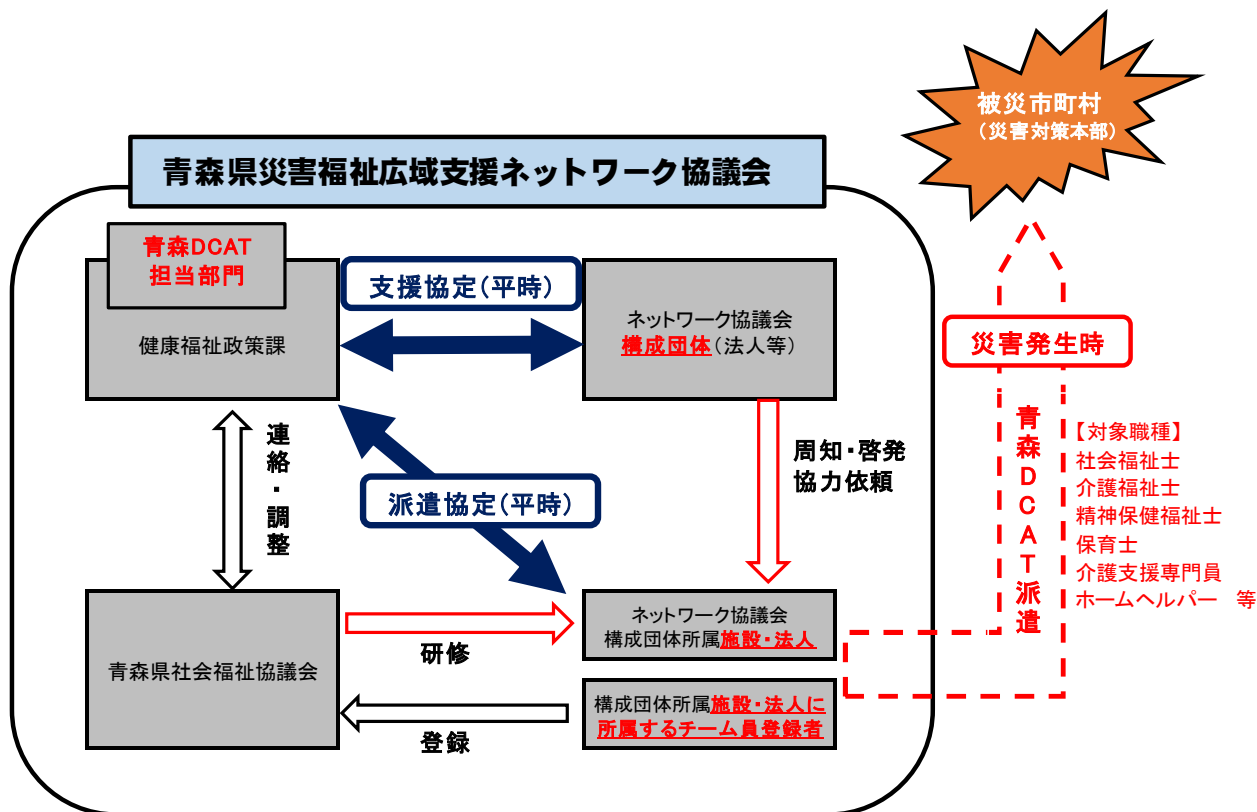 被災市町村
（災害対策本部）
青森県災害福祉広域支援ネットワーク協議会
青森DCAT
担当部門
健康福祉政策課
支援協定(平時)
ネットワーク協議会
構成団体(法人等)
災害発生時
連絡・調整
派遣協定(平時)
周知・啓発
協力依頼
青森DCAT派遣
【対象職種】
社会福祉士
介護福祉士
精神保健福祉士
保育士
介護支援専門員
ホームヘルパー　等
青森県社会福祉協議会
研修
ネットワーク協議会
構成団体所属施設・法人
登録
構成団体所属施設・法人に
所属するチーム員登録者